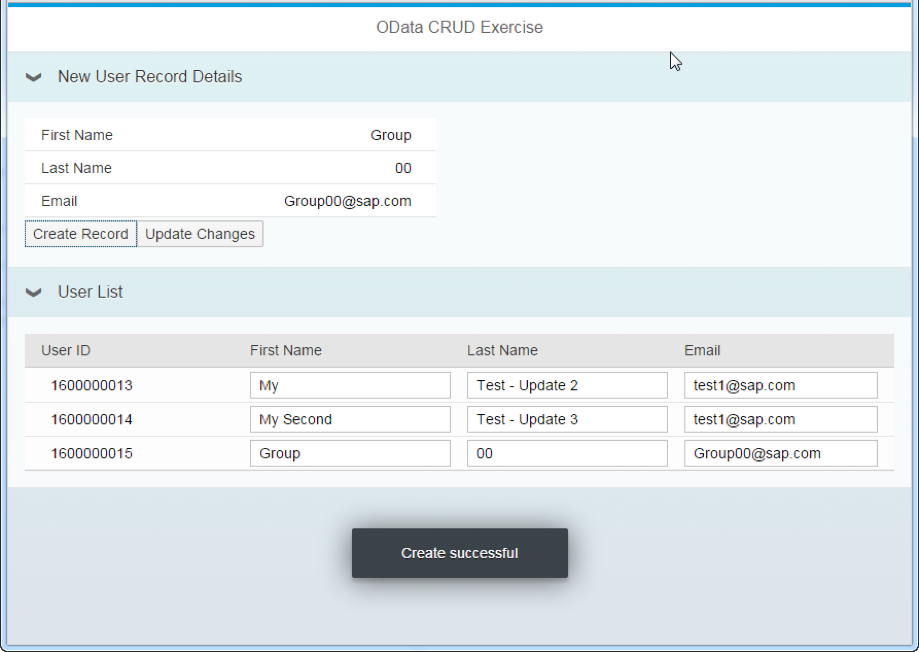 OData CRUD Exercise
New User Record Details
First Name Group
Last Name 00
Email Group00@sap.com
Create Record Update Changes
User List
User ID First Name Last Name Email
1600000013 My Test - Update 2 test1@sap.com
1600000014 My Second Test - Update 3 test1@sap.com
1600000015 Group 00 Group00@sap.com
Create successful